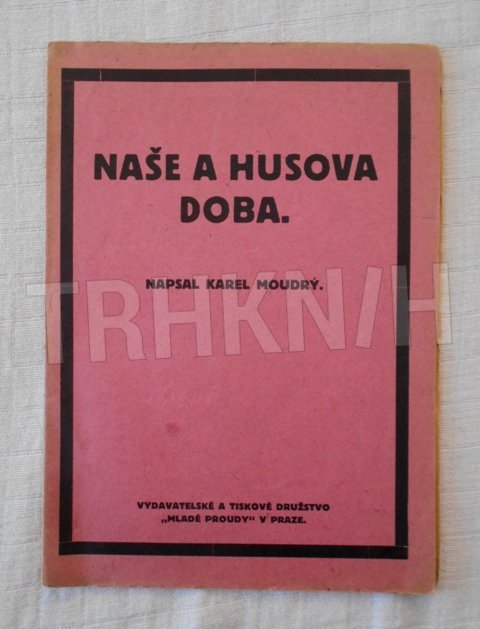 NAŠE A HUSOVA
DOBA.
NAPSAL KAREL MOUDRÝ.
TRHKNIH
VYDAVATELSKÉ A TISKOVÉ DRUŽSTVO
„MLADÉ PROUDY“ V PRAZE.